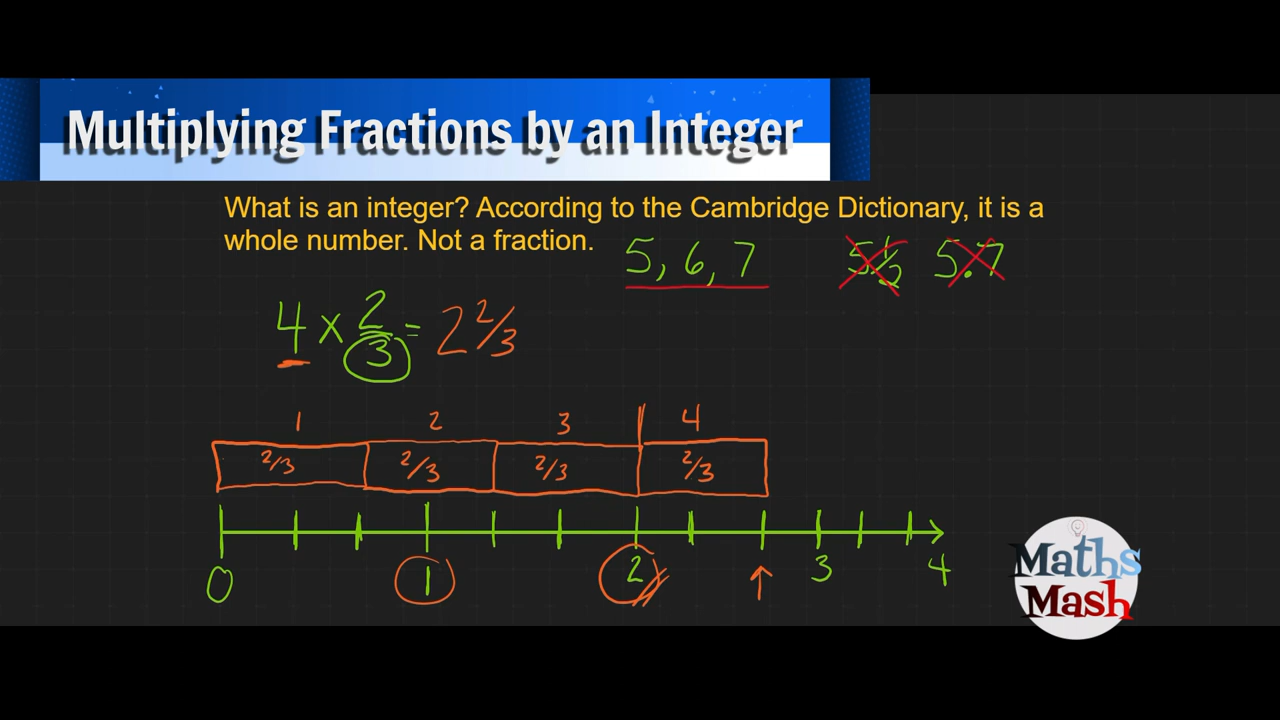 Multiplying Fractions by an Integer
What is an integer? According to the Cambridge Dictionary, it is a
whole number. Not a fraction.
5, 6, 7 5 1/2 5.7
4 × 2/3 = 2 2/3
1 2 3 4
2/3 2/3 2/3 2/3
0 1 2 3 4
Maths
Mash